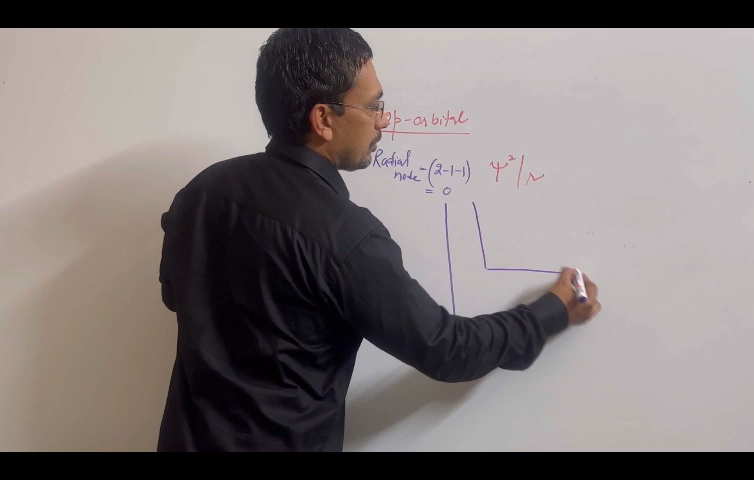 2p-orbital
Radial node = (2-1-1) ψ²/r
= 0